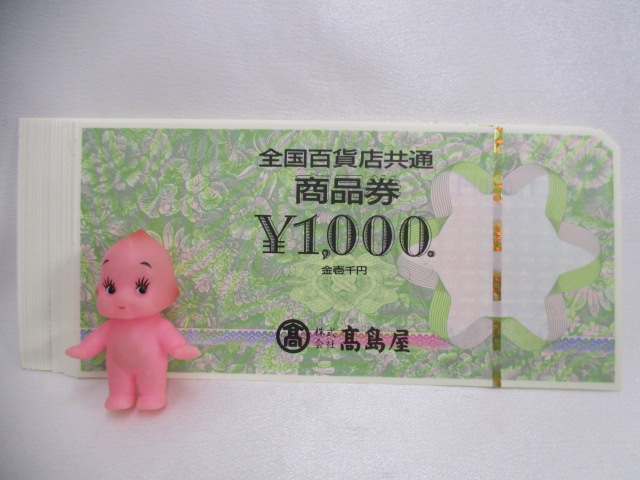 全国百貨店共通
商品券
¥1,000.
金壱千円
髙 株式会社 髙島屋